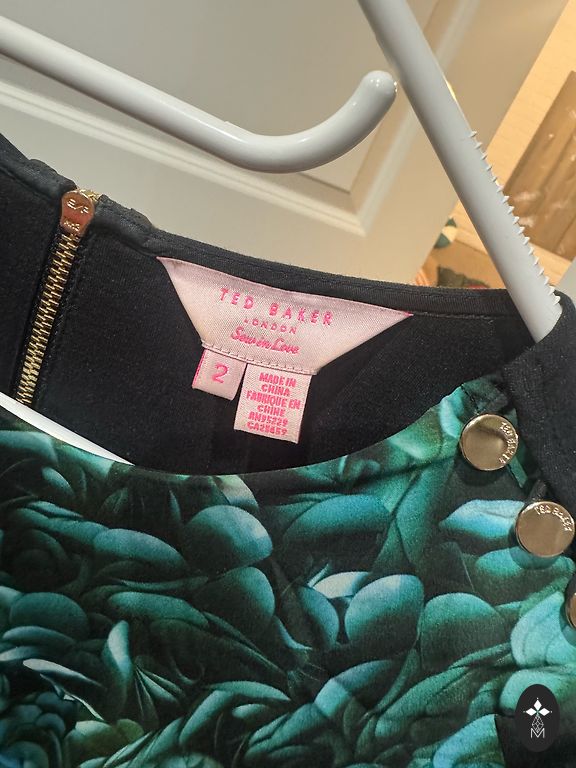 TED BAKER
LONDON
Sew in Love
2
MADE IN
CHINA
FABRIQUE EN
CHINE
TED BAKER
TED BAKER
M